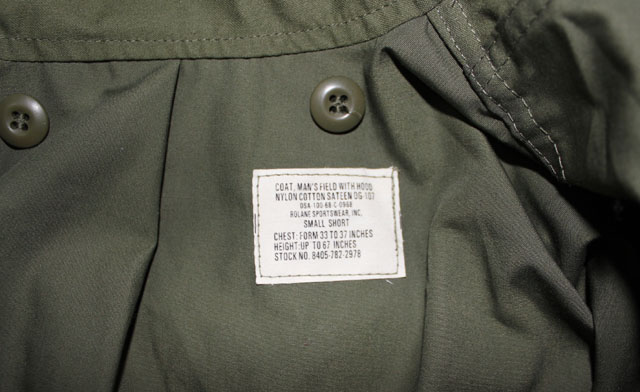 COAT, MAN'S FIELD WITH HOOD
NYLON COTTON SATEEN OG-107
DSA-100-68-C-0968
ROLANE SPORTSWEAR, INC.
SMALL SHORT
CHEST: FORM 33 TO 37 INCHES
HEIGHT: UP TO 67 INCHES
STOCK NO. 8405-782-2978